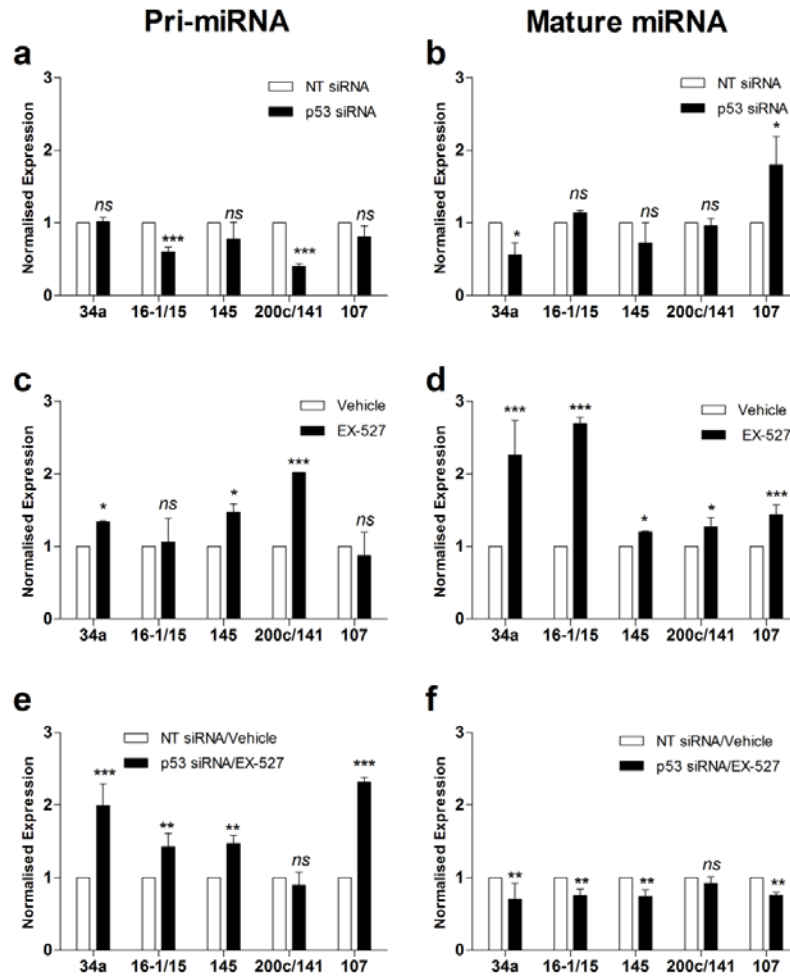 Pri-miRNA
Mature miRNA
a
3
2
1
0
Normalised Expression
NT siRNA
p53 siRNA
ns
***
ns
***
ns
34a
16-1/15
145
200c/141
107
b
3
2
1
0
Normalised Expression
NT siRNA
p53 siRNA
*
ns
ns
ns
*
34a
16-1/15
145
200c/141
107
c
3
2
1
0
Normalised Expression
Vehicle
EX-527
*
ns
*
***
ns
34a
16-1/15
145
200c/141
107
d
3
2
1
0
Normalised Expression
Vehicle
EX-527
***
***
*
*
***
34a
16-1/15
145
200c/141
107
e
3
2
1
0
Normalised Expression
NT siRNA/Vehicle
p53 siRNA/EX-527
***
**
**
ns
***
34a
16-1/15
145
200c/141
107
f
3
2
1
0
Normalised Expression
NT siRNA/Vehicle
p53 siRNA/EX-527
**
**
**
ns
**
34a
16-1/15
145
200c/141
107